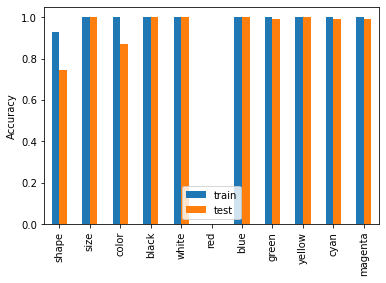 1.0
0.8
0.6
0.4
0.2
0.0
Accuracy
train
test
shape
size
color
black
white
red
blue
green
yellow
cyan
magenta